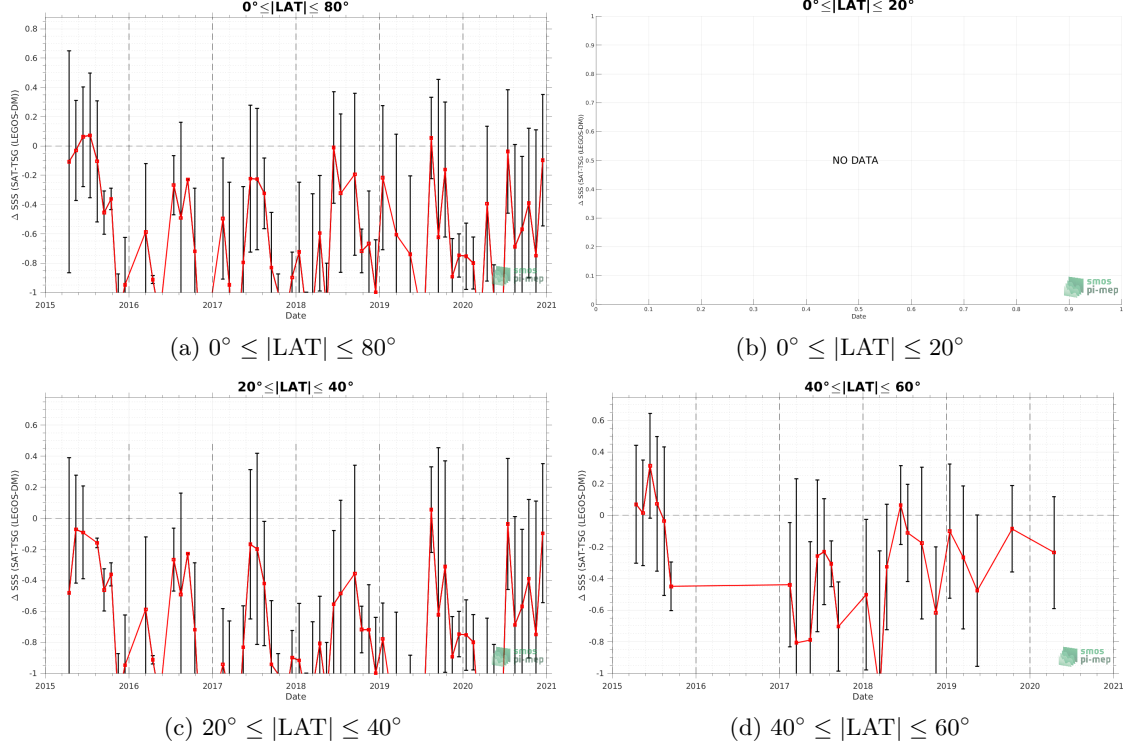 0°≤|LAT|≤ 80°
Δ SSS (SAT-TSG (LEGOS-DM))
0.8
0.6
0.4
0.2
0
-0.2
-0.4
-0.6
-0.8
-1
2015 2016 2017 2018 2019 2020 2021
Date
smos
pi-mep
(a) 0° ≤ |LAT| ≤ 80°
0°≤|LAT|≤ 20°
Δ SSS (SAT-TSG (LEGOS-DM))
1
0.9
0.8
0.7
0.6
0.5
0.4
0.3
0.2
0.1
0
NO DATA
0 0.1 0.2 0.3 0.4 0.5 0.6 0.7 0.8 0.9 1
Date
smos
pi-mep
(b) 0° ≤ |LAT| ≤ 20°
20°≤|LAT|≤ 40°
Δ SSS (SAT-TSG (LEGOS-DM))
0.6
0.4
0.2
0
-0.2
-0.4
-0.6
-0.8
-1
2015 2016 2017 2018 2019 2020 2021
Date
smos
pi-mep
(c) 20° ≤ |LAT| ≤ 40°
40°≤|LAT|≤ 60°
Δ SSS (SAT-TSG (LEGOS-DM))
0.6
0.4
0.2
0
-0.2
-0.4
-0.6
-0.8
-1
2015 2016 2017 2018 2019 2020 2021
Date
smos
pi-mep
(d) 40° ≤ |LAT| ≤ 60°